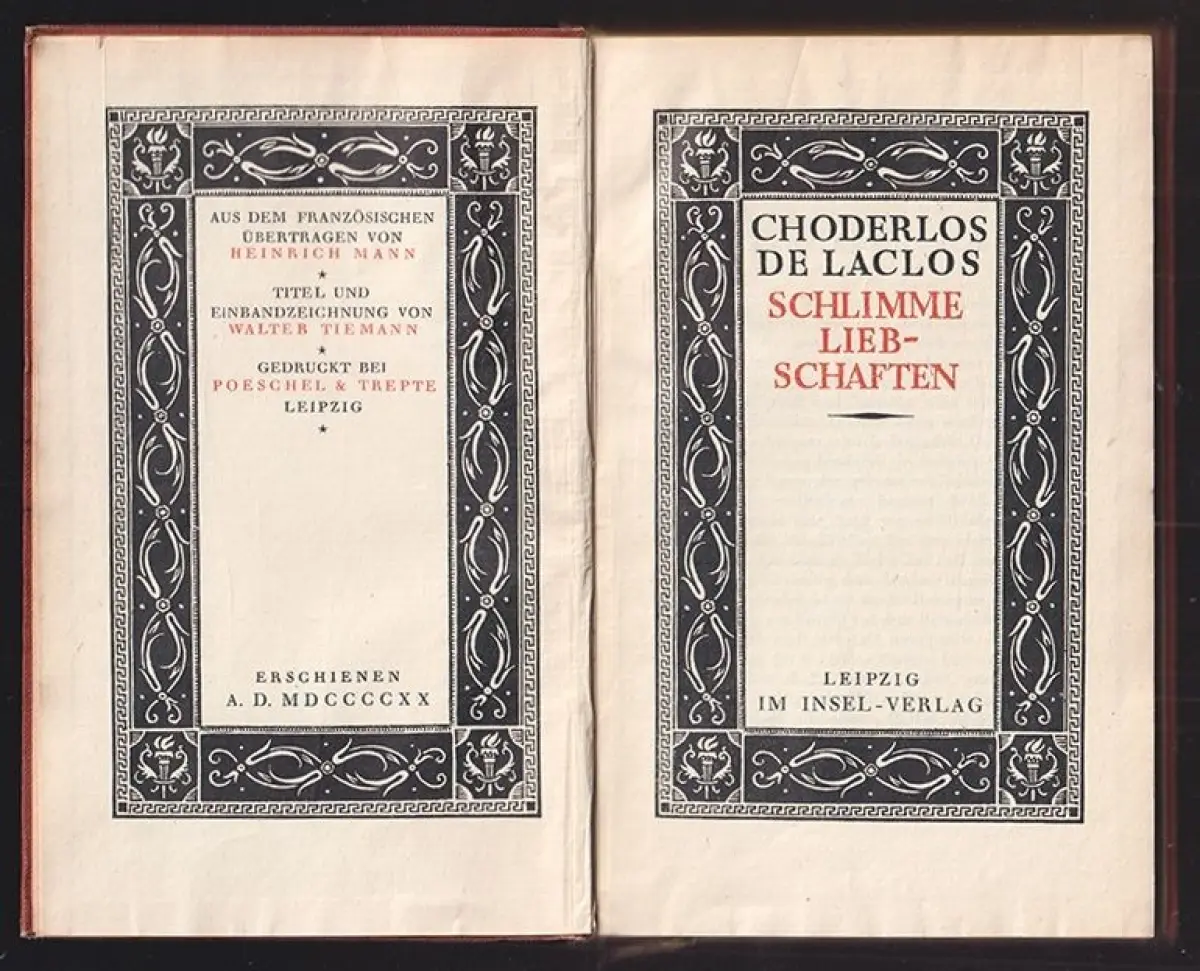 AUS DEM FRANZÖSISCHEN
ÜBERTRAGEN VON
HEINRICH MANN
★
TITEL UND
EINBANDZEICHNUNG VON
WALTER TIEMANN
★
GEDRUCKT BEI
POESCHEL & TREPTE
LEIPZIG
★
ERSCHIENEN
A. D. MDCCCCXX
CHODERLOS
DE LACLOS
SCHLIMME
LIEB-
SCHAFTEN
LEIPZIG
IM INSEL-VERLAG